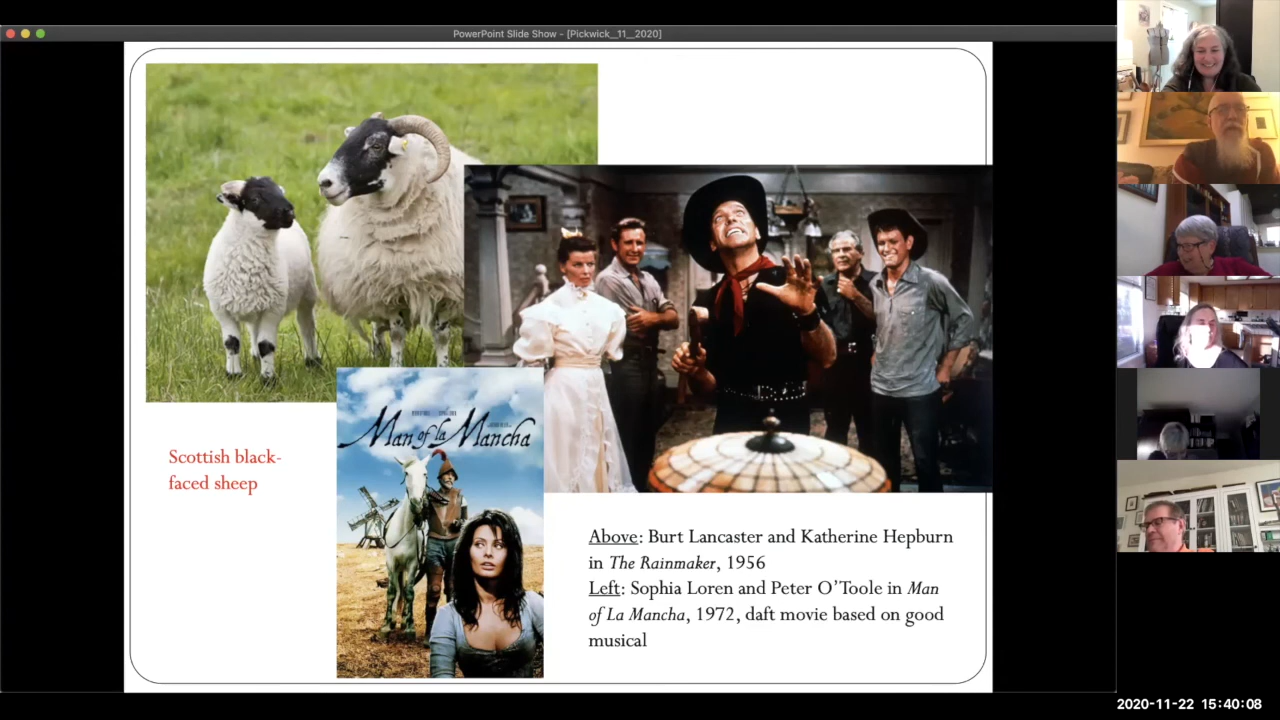 PowerPoint Slide Show - [Pickwick__11__2020]
Man of la Mancha
Scottish black-
faced sheep
Above: Burt Lancaster and Katherine Hepburn
in The Rainmaker, 1956
Left: Sophia Loren and Peter O'Toole in Man
of La Mancha, 1972, daft movie based on good
musical
2020-11-22 15:40:08